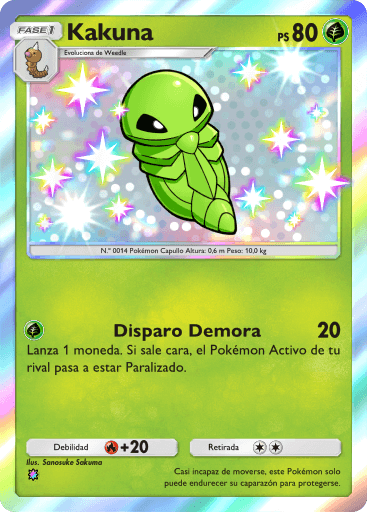 FASE 1
Kakuna
PS 80
Evoluciona de Weedle
N.º 0014 Pokémon Capullo Altura: 0,6 m Peso: 10,0 kg
Disparo Demora 20
Lanza 1 moneda. Si sale cara, el Pokémon Activo de tu
rival pasa a estar Paralizado.
Debilidad +20 Retirada
Ilus. Sanosuke Sakuma
Casi incapaz de moverse, este Pokémon solo
puede endurecer su caparazón para protegerse.